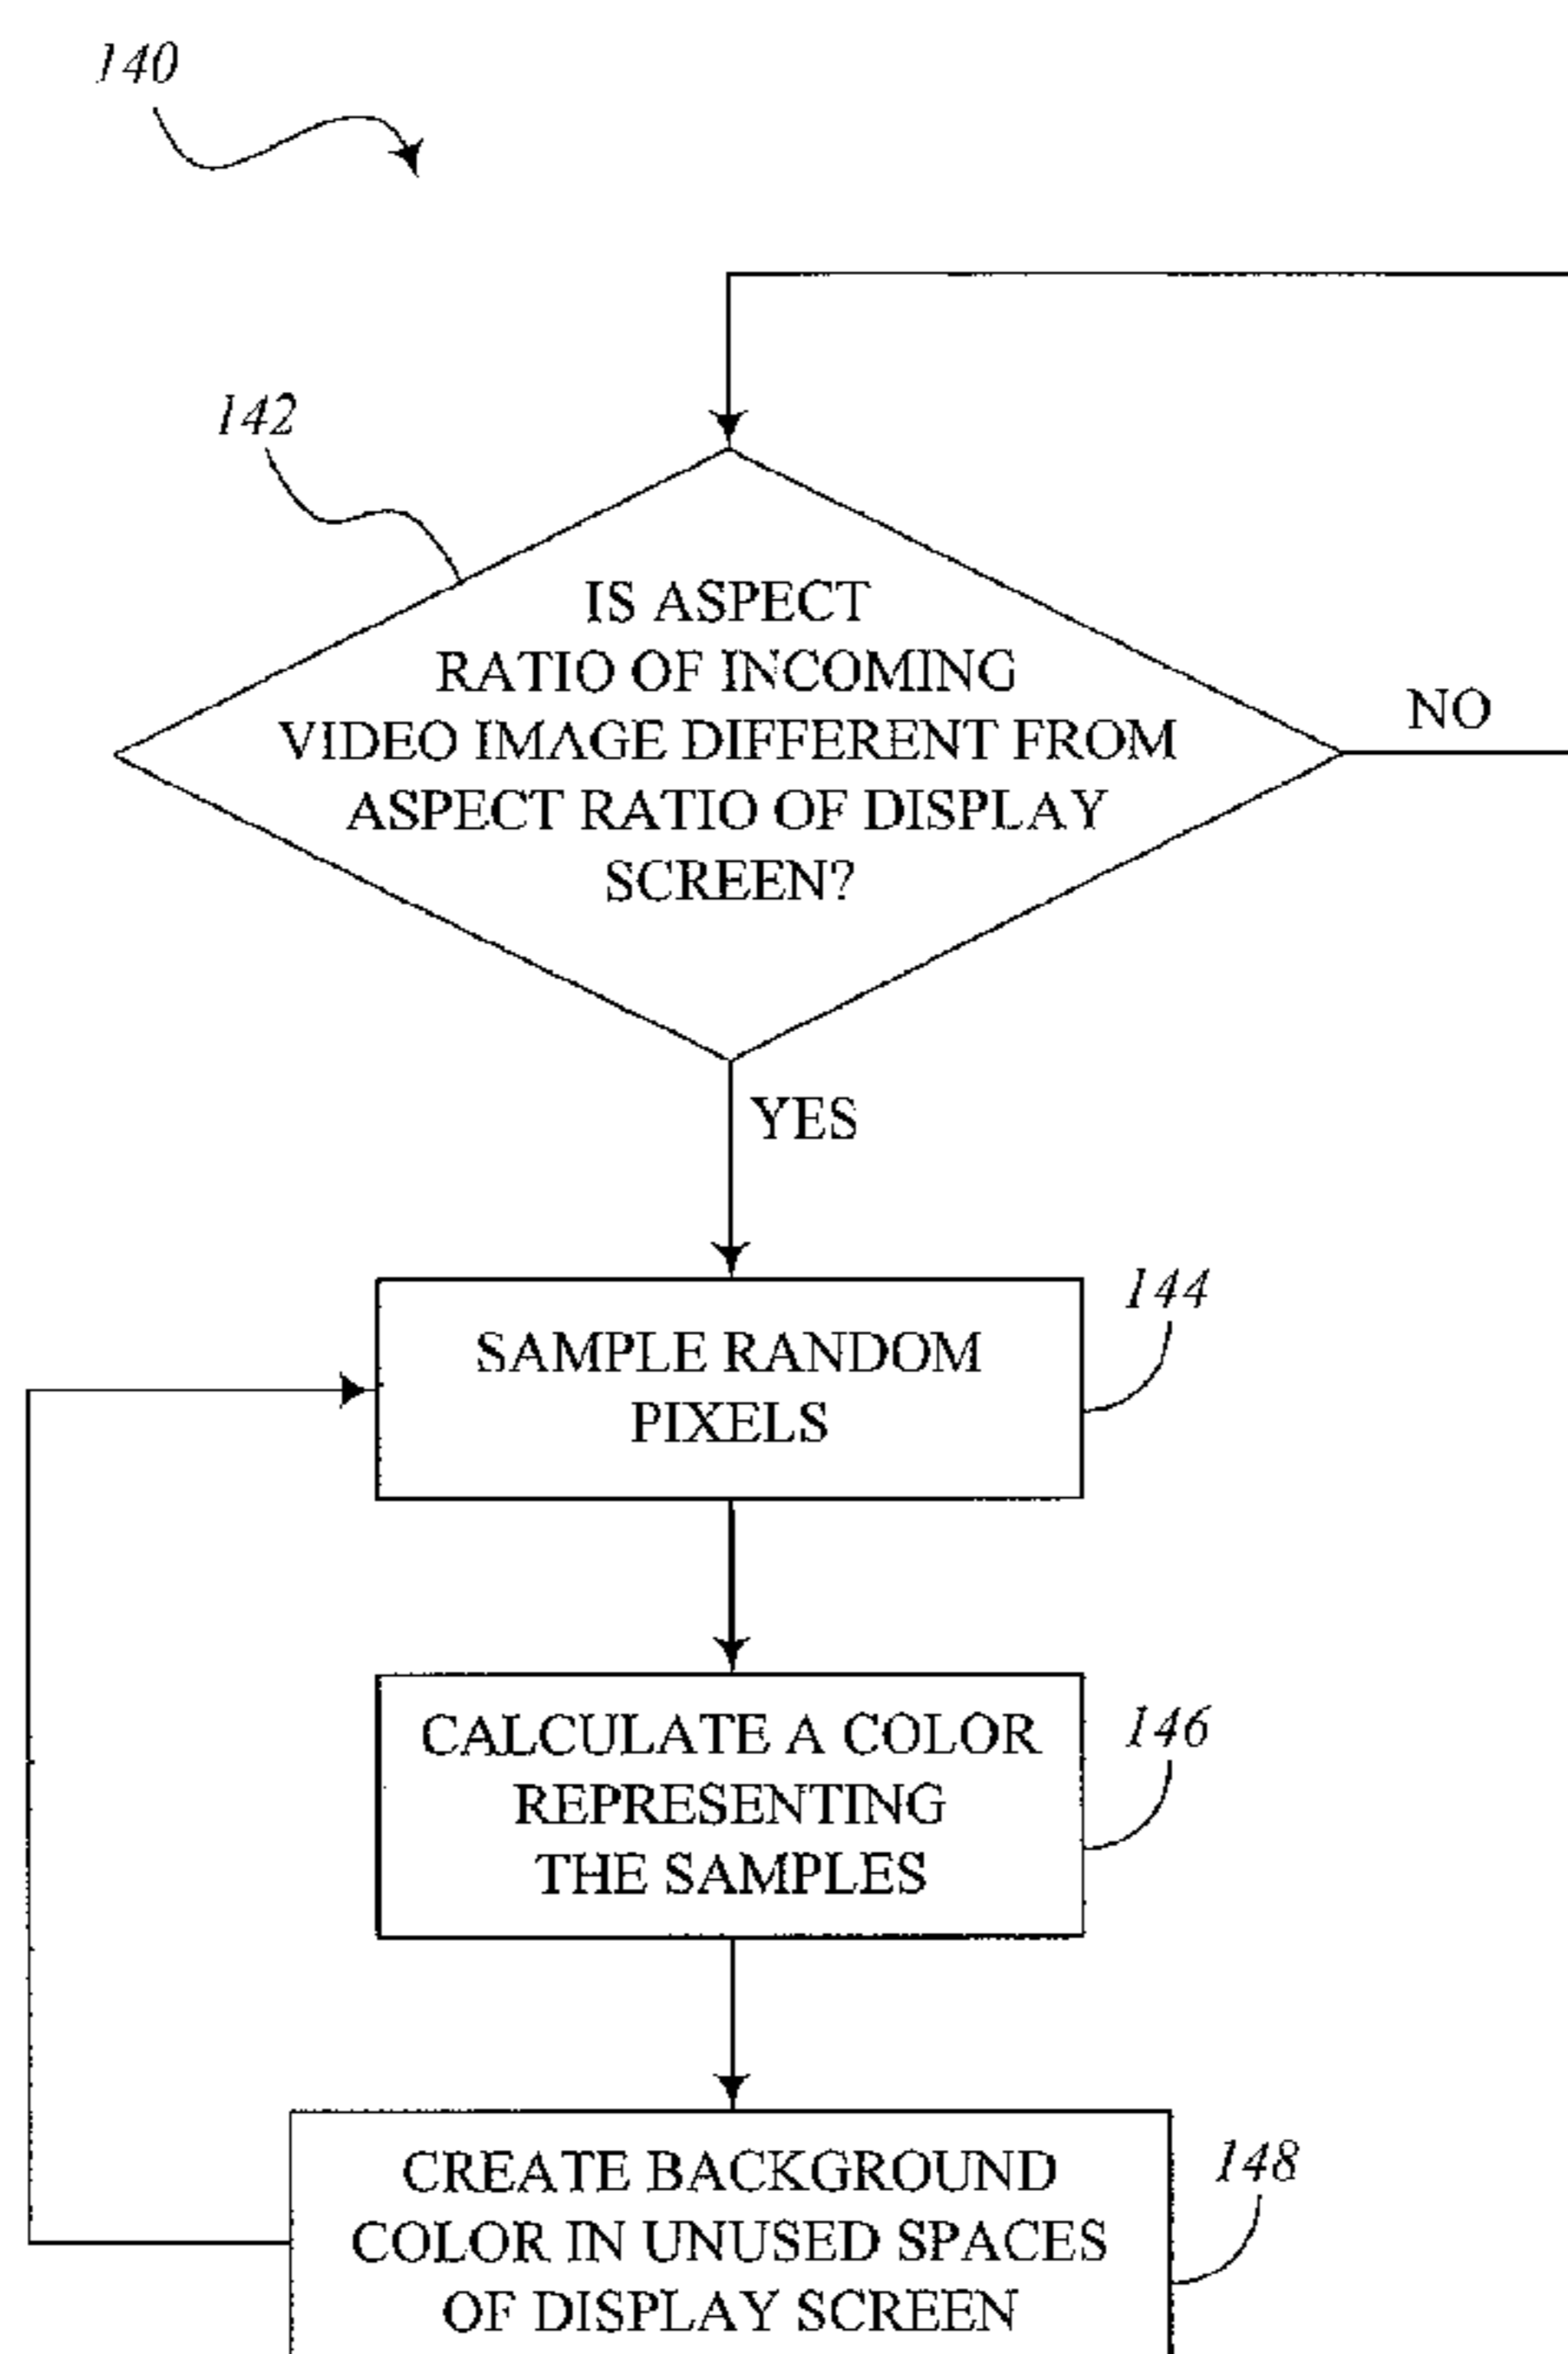 140
142
IS ASPECT
RATIO OF INCOMING
VIDEO IMAGE DIFFERENT FROM
ASPECT RATIO OF DISPLAY
SCREEN?
NO
YES
144
SAMPLE RANDOM
PIXELS
146
CALCULATE A COLOR
REPRESENTING
THE SAMPLES
148
CREATE BACKGROUND
COLOR IN UNUSED SPACES
OF DISPLAY SCREEN